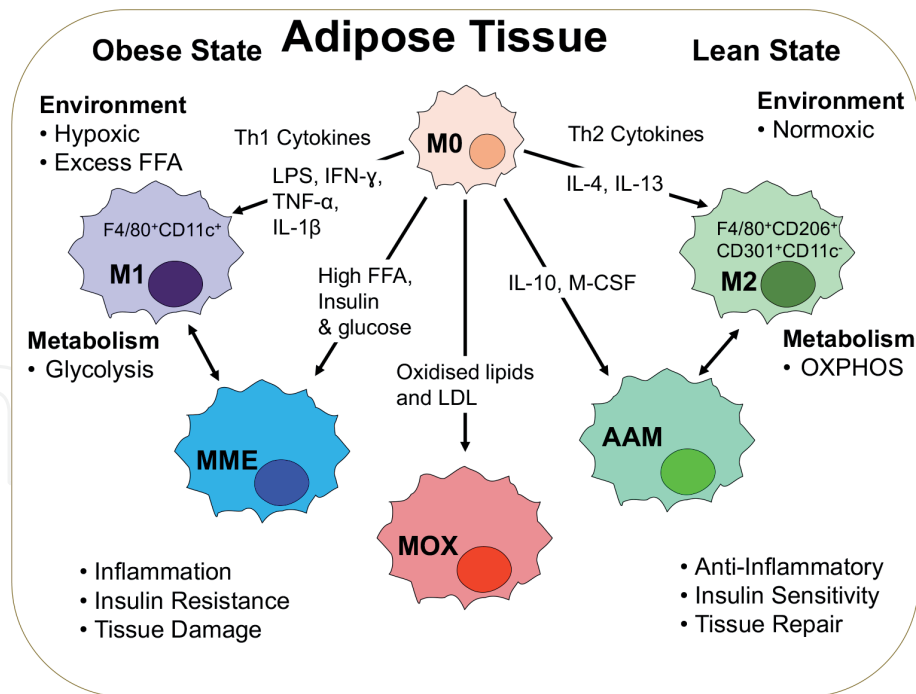 Adipose Tissue
Obese State
Lean State
Environment
• Hypoxic
• Excess FFA
Th1 Cytokines
LPS, IFN-ɣ,
TNF-α,
IL-1β
M0
Th2 Cytokines
IL-4, IL-13
Environment
• Normoxic
F4/80⁺CD11c⁺
M1
F4/80⁺CD206⁺
CD301⁺CD11c⁻
M2
High FFA,
Insulin
& glucose
IL-10, M-CSF
Metabolism
• Glycolysis
Metabolism
• OXPHOS
Oxidised lipids
and LDL
MME
MOX
AAM
• Inflammation
• Insulin Resistance
• Tissue Damage
• Anti-Inflammatory
• Insulin Sensitivity
• Tissue Repair